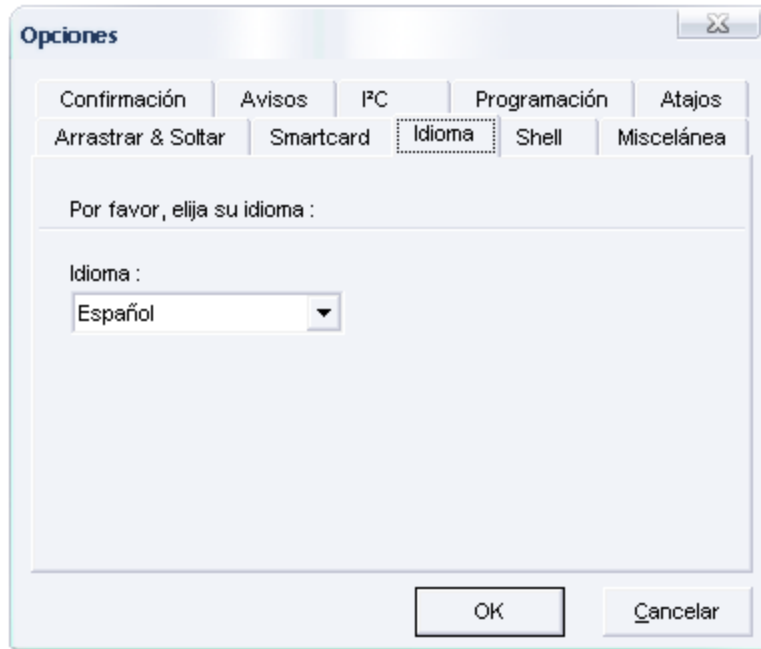 Opciones
Confirmación Avisos I²C Programación Atajos
Arrastrar & Soltar Smartcard Idioma Shell Miscelánea
Por favor, elija su idioma :
Idioma :
Español
OK Cancelar